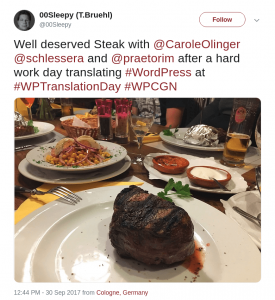 00Sleepy (T.Bruehl)
@00Sleepy
Follow
Well deserved Steak with @CaroleOlinger
@schlessera and @praetorim after a hard
work day translating #WordPress at
#WPTranslationDay #WPCGN
12:44 PM - 30 Sep 2017 from Cologne, Germany